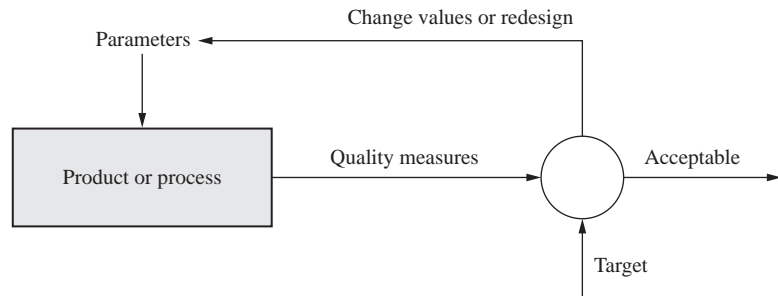 Change values or redesign
Parameters
Product or process
Quality measures
Acceptable
Target